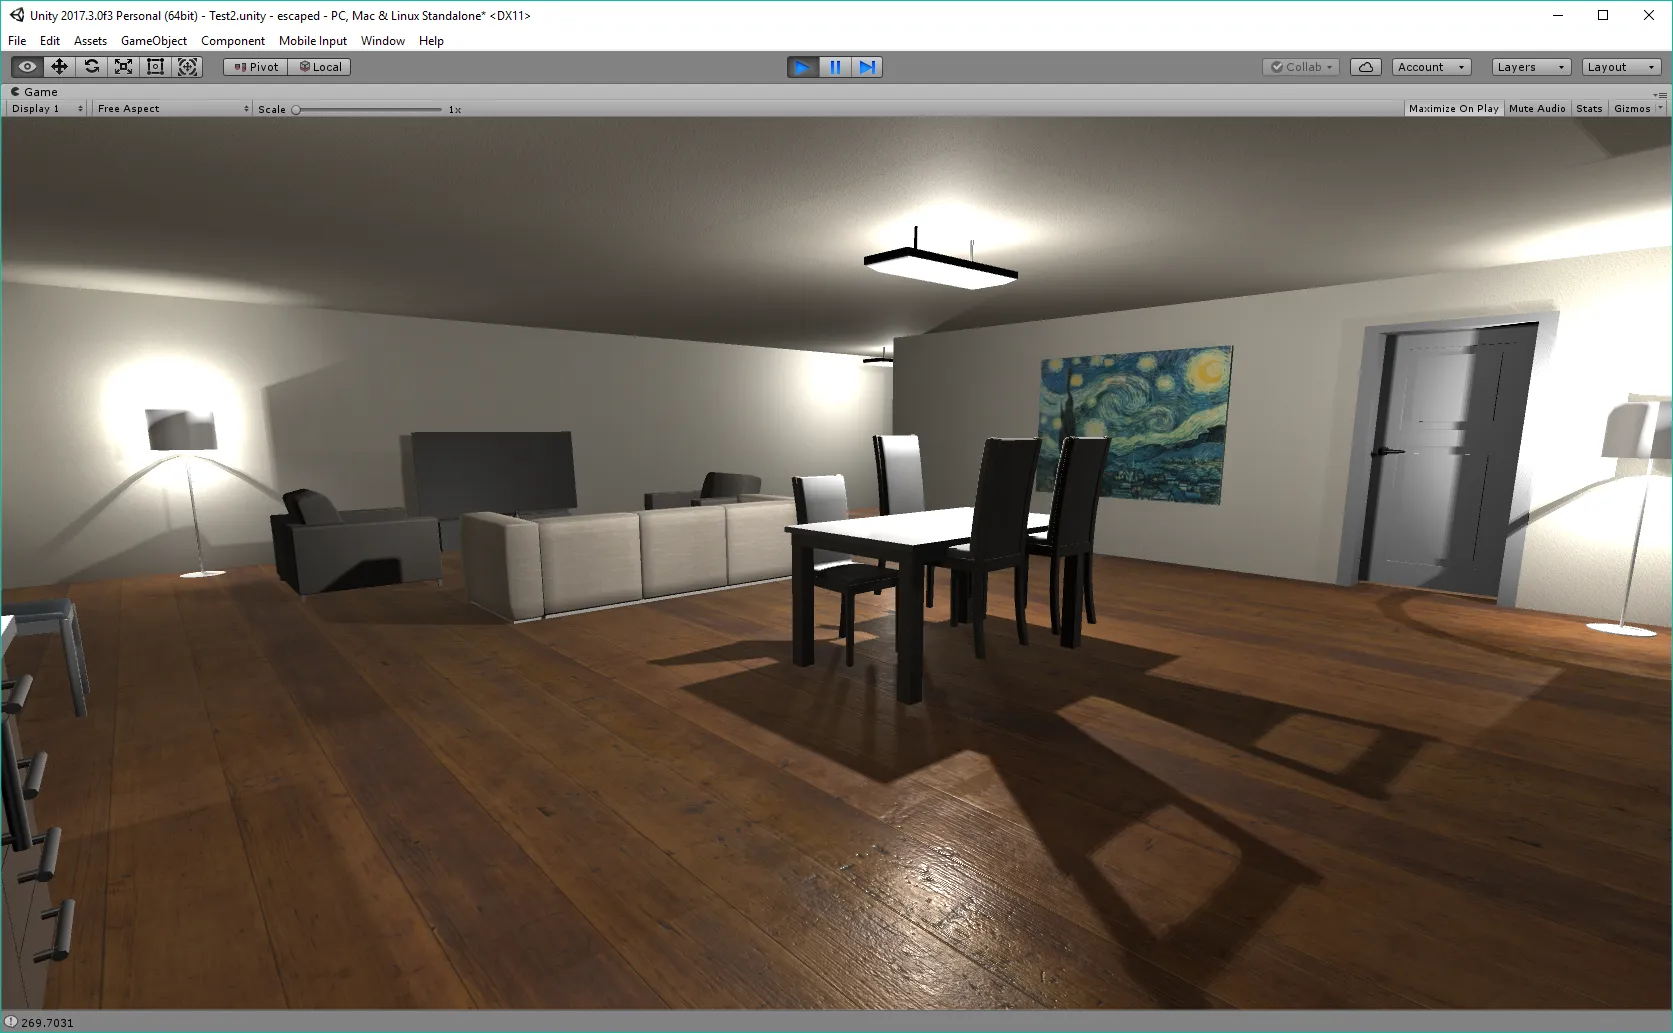 Unity 2017.3.0f3 Personal (64bit) - Test2.unity - escaped - PC, Mac & Linux Standalone* <DX11>
File Edit Assets GameObject Component Mobile Input Window Help
Pivot Local Collab Account Layers Layout
Game
Display 1 Free Aspect Scale 1x Maximize On Play Mute Audio Stats Gizmos
269.7031